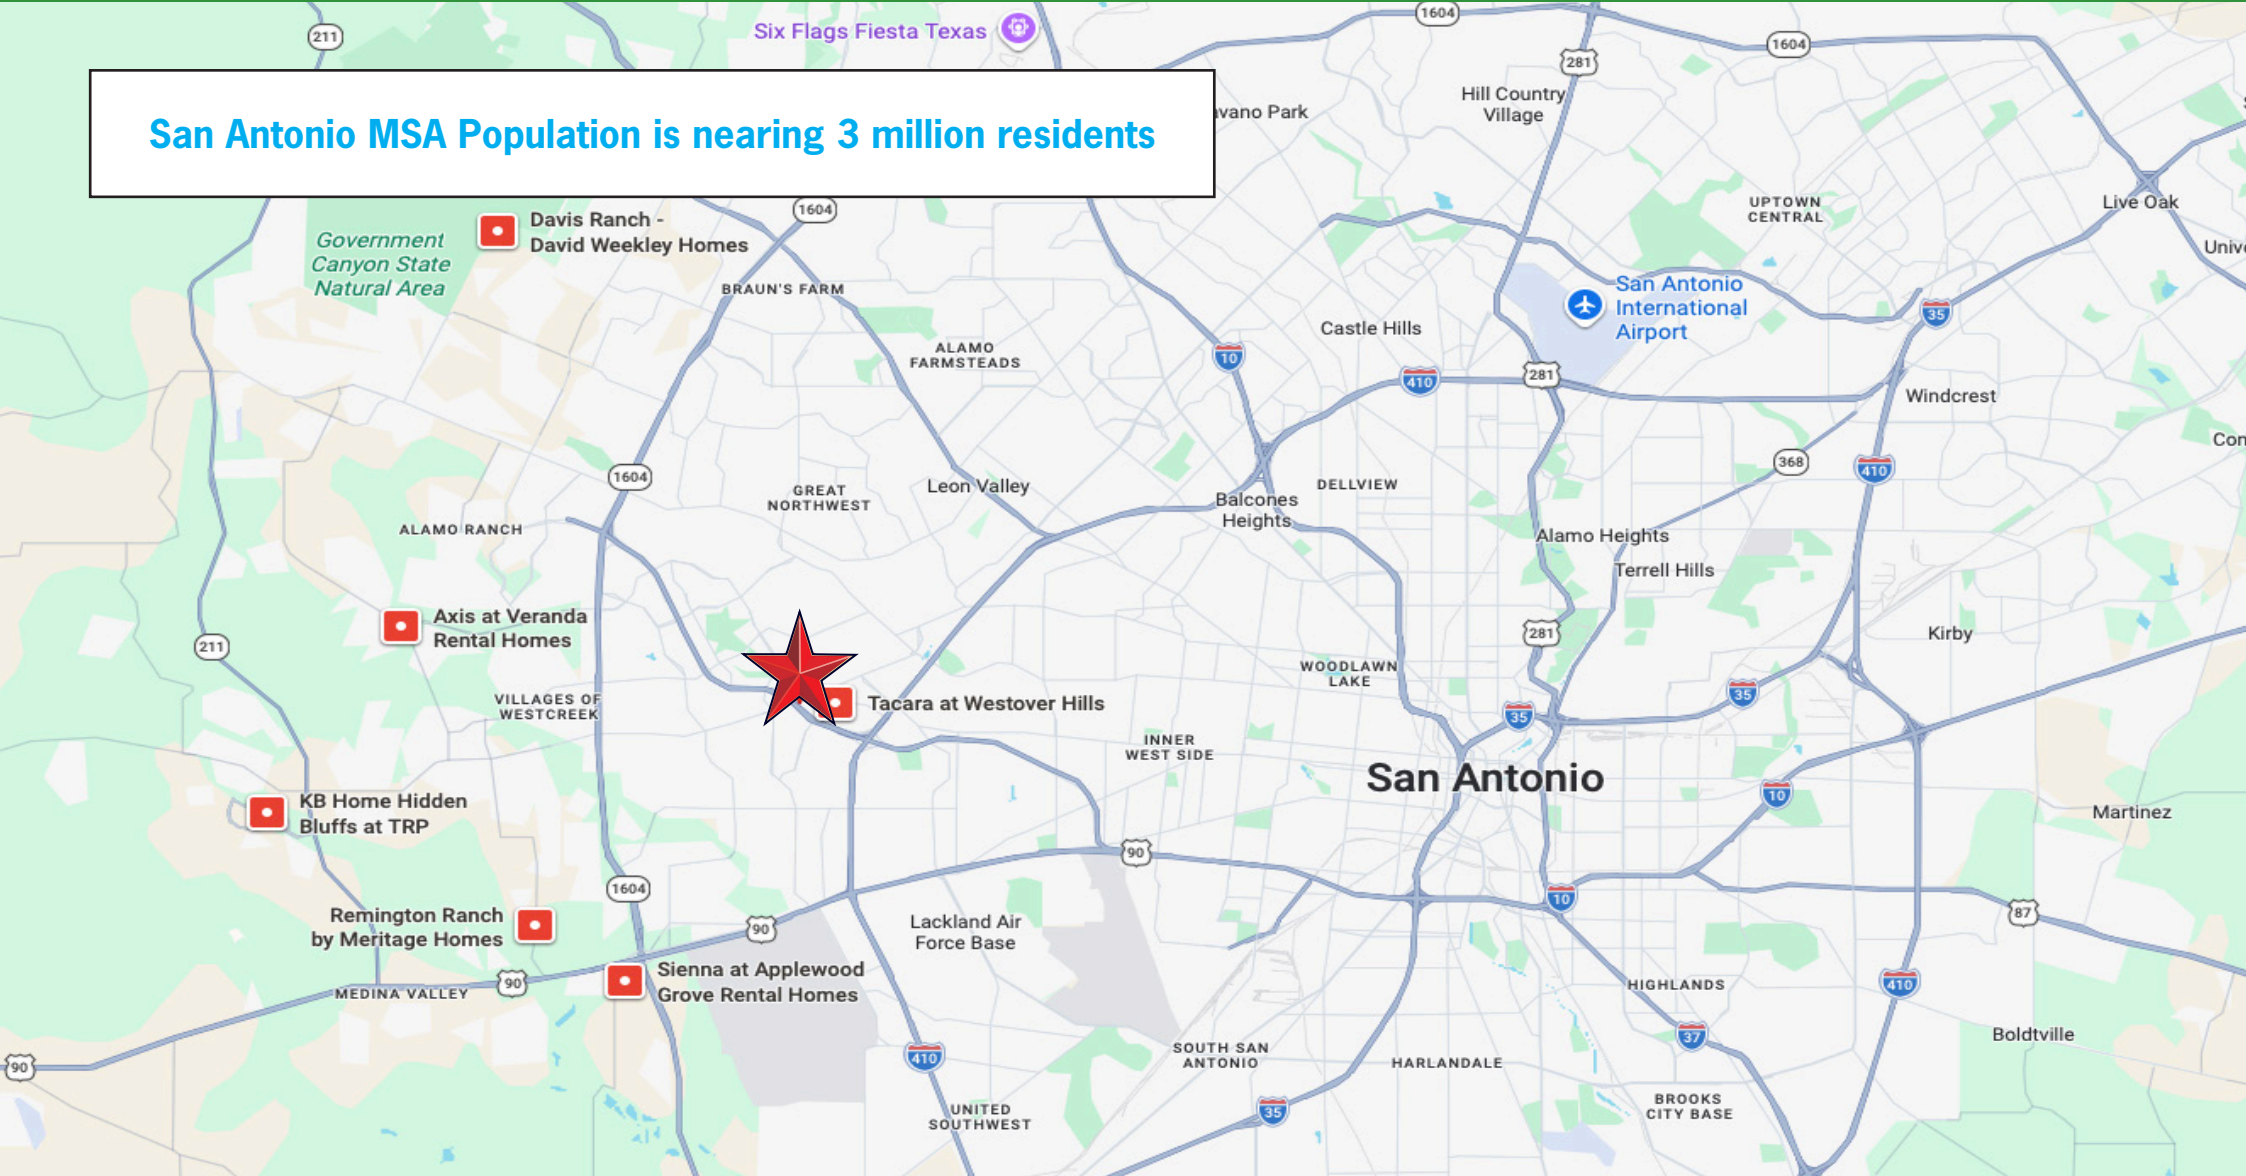 211
Six Flags Fiesta Texas
1604
281
1604
San Antonio MSA Population is nearing 3 million residents
vano Park
Hill Country
Village
Live Oak
UPTOWN
CENTRAL
1604
Davis Ranch -
David Weekley Homes
Government
Canyon State
Natural Area
BRAUN'S FARM
San Antonio
International
Airport
35
Castle Hills
ALAMO
FARMSTEADS
10
410
281
Windcrest
368
410
1604
GREAT
NORTHWEST
Leon Valley
Balcones
Heights
DELLVIEW
ALAMO RANCH
Alamo Heights
Terrell Hills
Axis at Veranda
Rental Homes
211
281
Kirby
WOODLAWN
LAKE
VILLAGES OF
WESTCREEK
Tacara at Westover Hills
35
35
INNER
WEST SIDE
San Antonio
10
KB Home Hidden
Bluffs at TRP
Martinez
90
1604
10
87
Remington Ranch
by Meritage Homes
90
Lackland Air
Force Base
Sienna at Applewood
Grove Rental Homes
90
MEDINA VALLEY
HIGHLANDS
410
37
Boldtville
90
410
SOUTH SAN
ANTONIO
HARLANDALE
35
UNITED
SOUTHWEST
BROOKS
CITY BASE